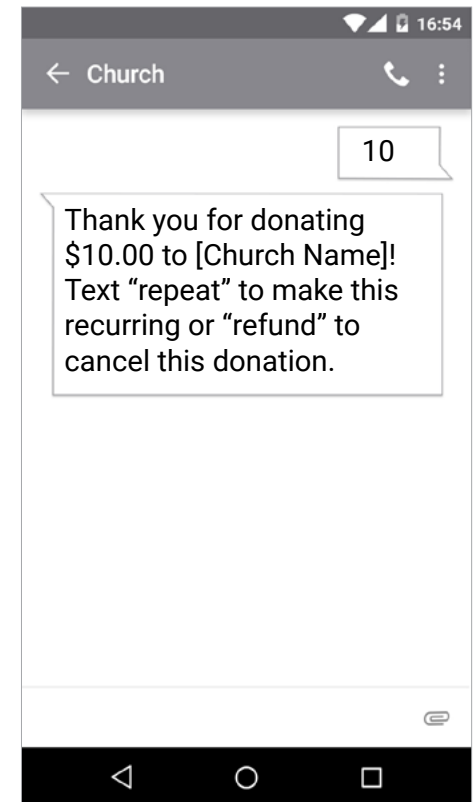 16:54
Church
10
Thank you for donating
$10.00 to [Church Name]!
Text “repeat” to make this
recurring or “refund” to
cancel this donation.